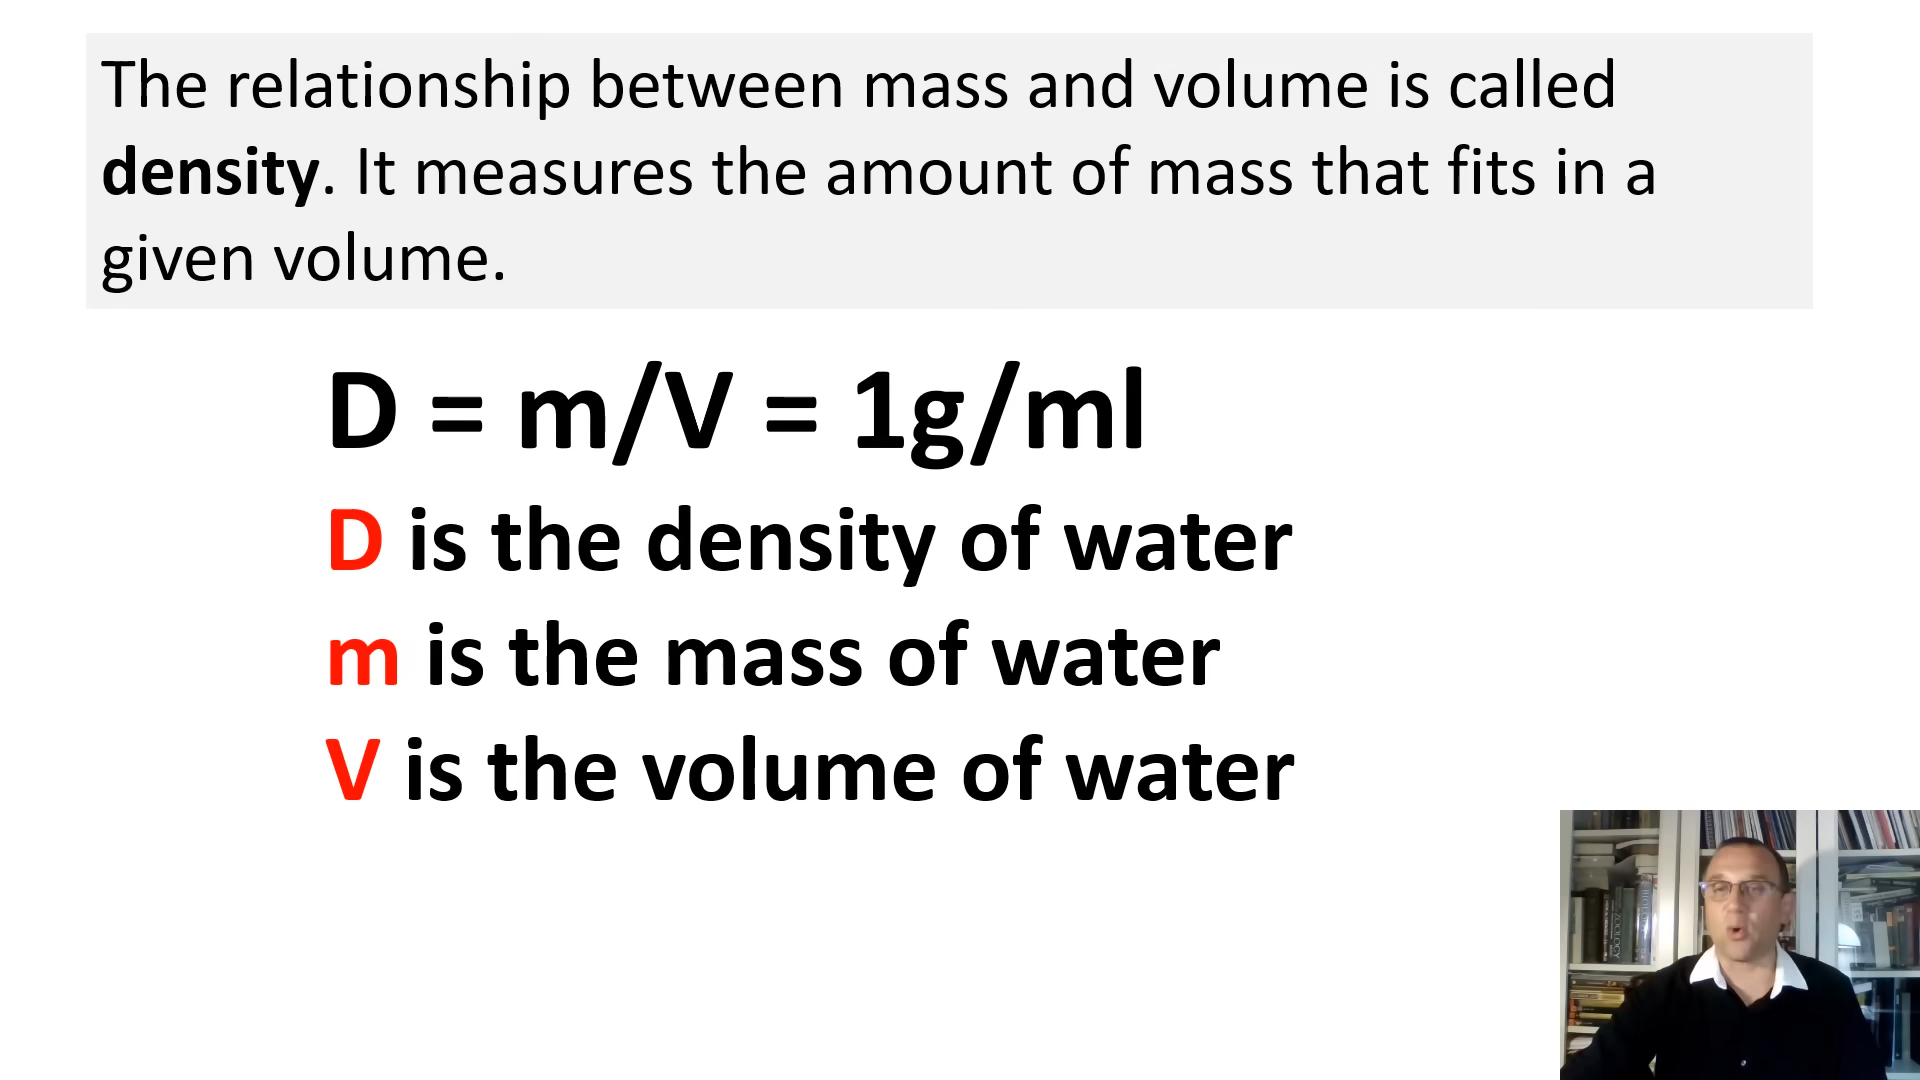 The relationship between mass and volume is called
density. It measures the amount of mass that fits in a
given volume.
D = m/V = 1g/ml
D is the density of water
m is the mass of water
V is the volume of water
ZOOLOGY